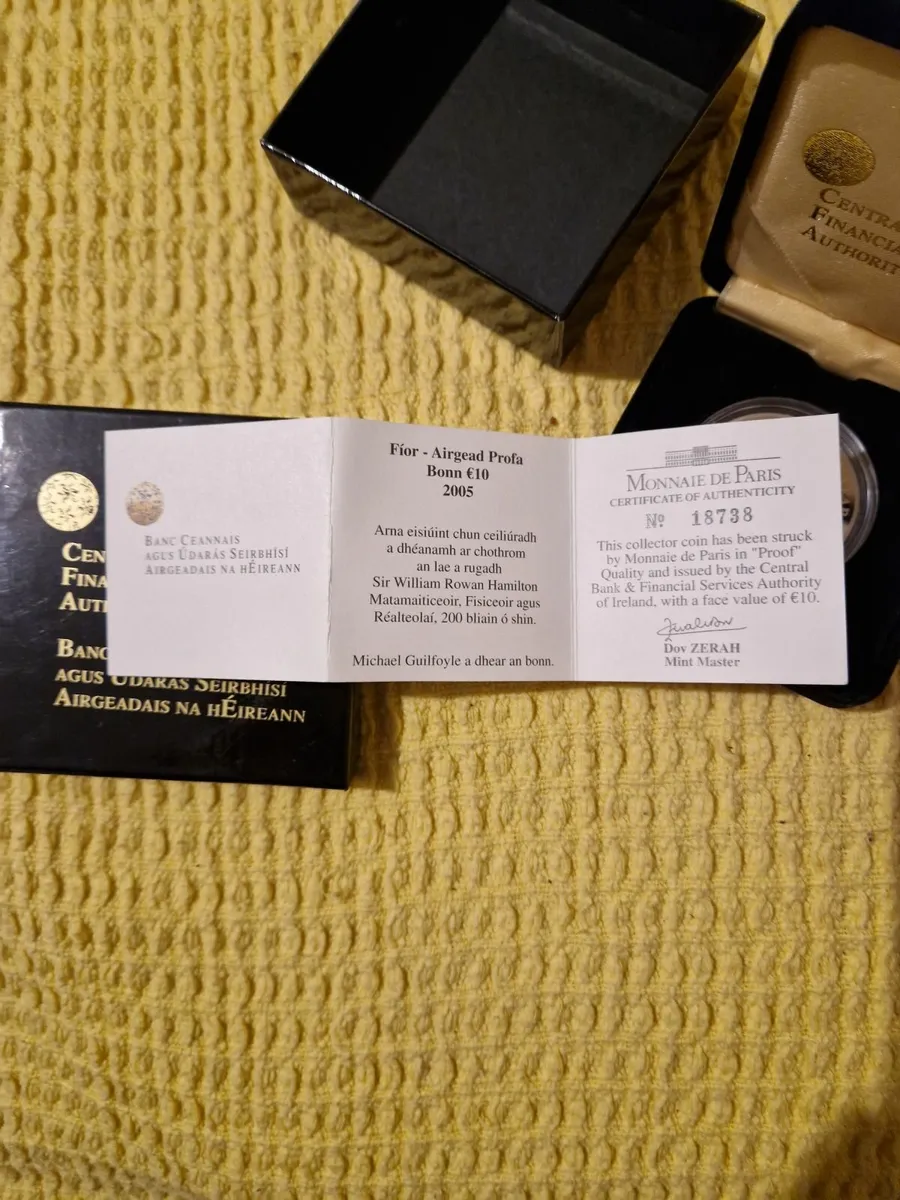 CENTRA
FINANCIA
AUTHORIT
CEN
FINA
AUT
BANC
AGUS ÚDARÁS SEIRBHÍSÍ
AIRGEADAIS NA HÉIREANN
BANC CEANNAIS
AGUS ÚDARÁS SEIRBHÍSÍ
AIRGEADAIS NA HÉIREANN
Fíor - Airgead Profa
Bonn €10
2005
Arna eisiúint chun ceiliúradh
a dhéanamh ar chothrom
an lae a rugadh
Sir William Rowan Hamilton
Matamaiticeoir, Fisiceoir agus
Réalteolaí, 200 bliain ó shin.
Michael Guilfoyle a dhear an bonn.
MONNAIE DE PARIS
CERTIFICATE OF AUTHENTICITY
Nº 18738
This collector coin has been struck
by Monnaie de Paris in "Proof"
Quality and issued by the Central
Bank & Financial Services Authority
of Ireland, with a face value of €10.
Dov ZERAH
Mint Master